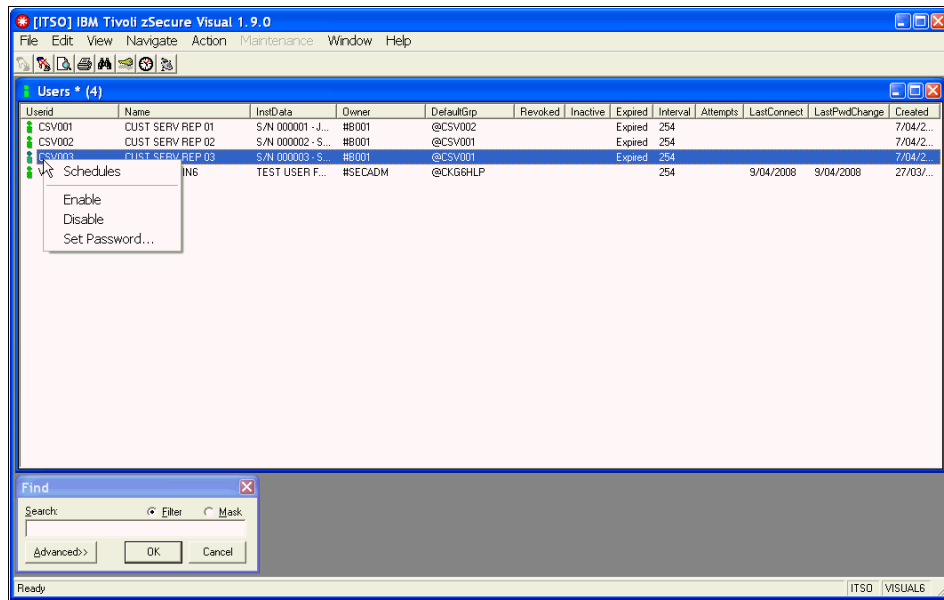 [ITSO] IBM Tivoli zSecure Visual 1.9.0
File Edit View Navigate Action Maintenance Window Help
Users * (4)
Userid Name InstData Owner DefaultGrp Revoked Inactive Expired Interval Attempts LastConnect LastPwdChange Created
CSV001 CUST SERV REP 01 S/N 000001 - J... #B001 @CSV002 Expired 254 7/04/2...
CSV002 CUST SERV REP 02 S/N 000002 - S... #B001 @CSV001 Expired 254 7/04/2...
CSV003 CUST SERV REP 03 S/N 000003 - S... #B001 @CSV001 Expired 254 7/04/2...
IN6 TEST USER F... #SECADM @CKG6HLP 254 9/04/2008 9/04/2008 27/03/...
Schedules
Enable
Disable
Set Password...
Find
Search: Filter Mask
Advanced>> OK Cancel
Ready ITSO VISUAL6